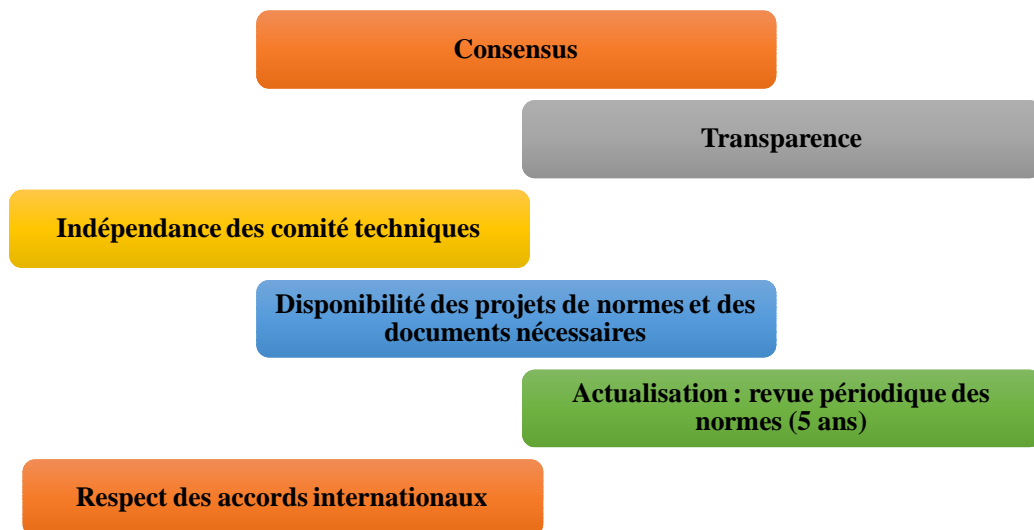 Consensus
Transparence
Indépendance des comité techniques
Disponibilité des projets de normes et des
documents nécessaires
Actualisation : revue périodique des
normes (5 ans)
Respect des accords internationaux